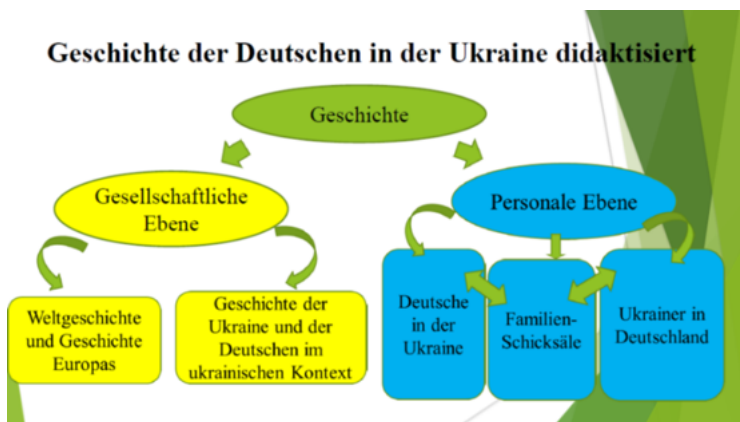 Geschichte der Deutschen in der Ukraine didaktisiert
Geschichte
Gesellschaftliche
Ebene
Personale Ebene
Weltgeschichte
und Geschichte
Europas
Geschichte der
Ukraine und der
Deutschen im
ukrainischen Kontext
Deutsche
in der
Ukraine
Familien-
Schicksäle
Ukrainer in
Deutschland